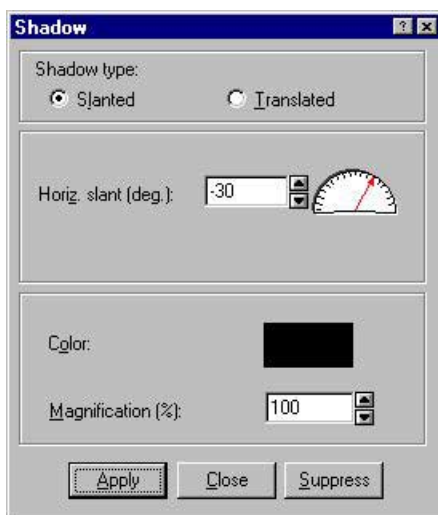 Shadow
Shadow type:
Slanted Translated
Horiz. slant (deg.): -30
Color:
Magnification (%): 100
Apply Close Suppress